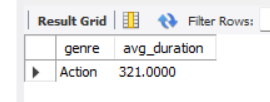 Result Grid Filter Rows:
genre avg_duration
Action 321.0000